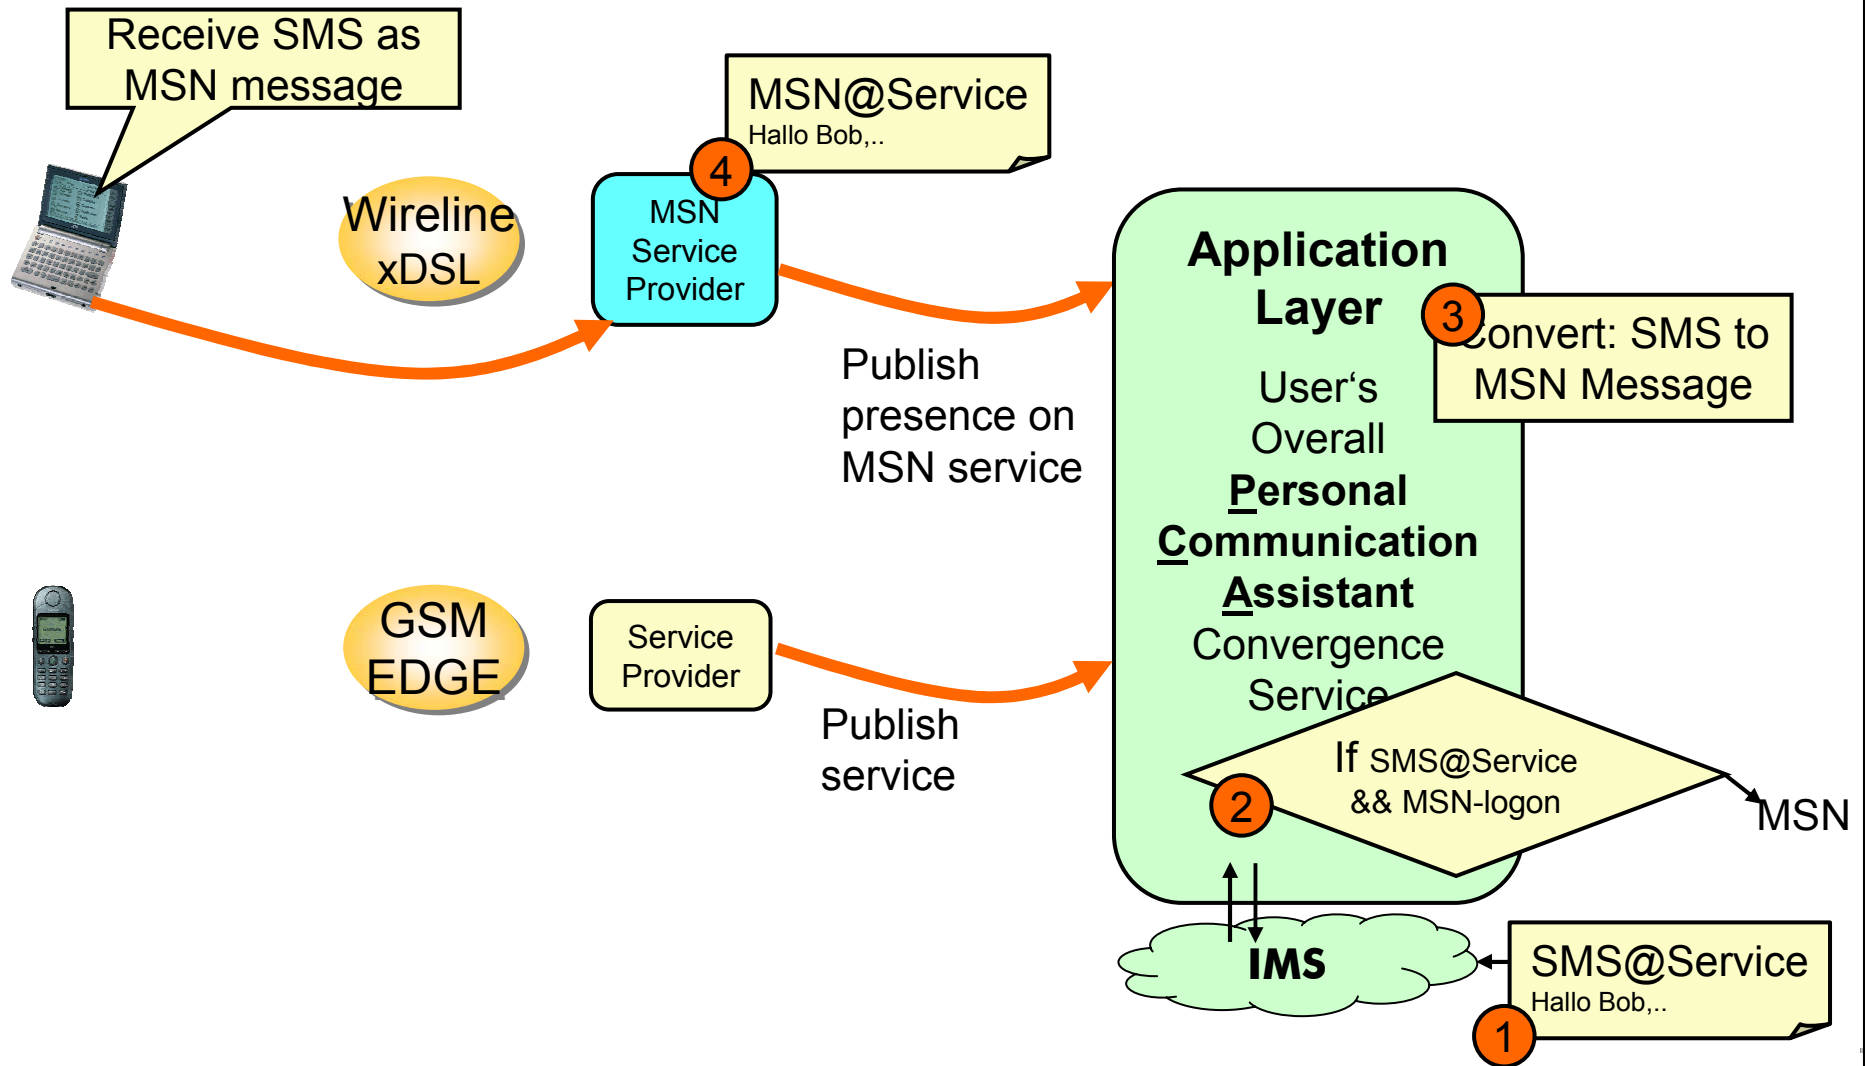 Receive SMS as
MSN message
MSN@Service
Hallo Bob,..
4
Wireline
xDSL
MSN
Service
Provider
Publish
presence on
MSN service
Application
Layer
User‘s
Overall
Personal
Communication
Assistant
Convergence
Service
3
Convert: SMS to
MSN Message
GSM
EDGE
Service
Provider
Publish
service
If SMS@Service
&& MSN-logon
2
MSN
IMS
SMS@Service
Hallo Bob,..
1